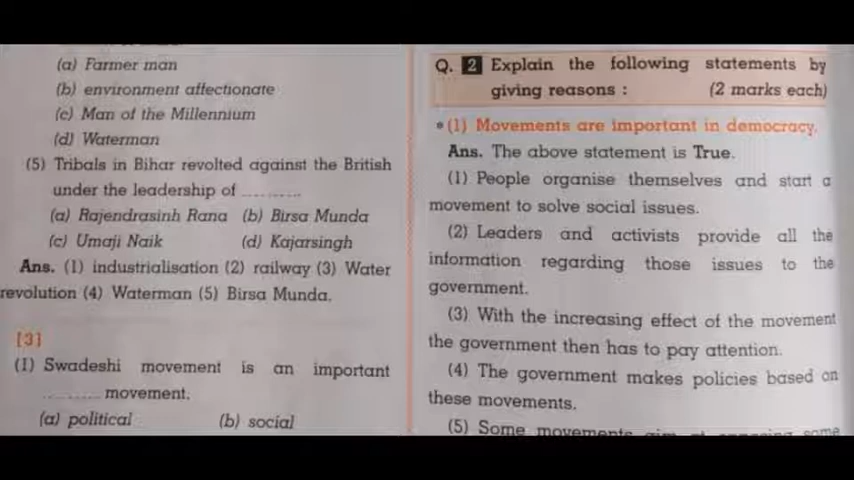 (a) Farmer man
(b) environment affectionate
(c) Man of the Millennium
(d) Waterman
(5) Tribals in Bihar revolted against the British
under the leadership of ..........
(a) Rajendrasinh Rana (b) Birsa Munda
(c) Umaji Naik (d) Kajarsingh
Ans. (1) industrialisation (2) railway (3) Water
revolution (4) Waterman (5) Birsa Munda.
[3]
(1) Swadeshi movement is an important
.......... movement.
(a) political (b) social
Q. 2 Explain the following statements by
giving reasons : (2 marks each)
*(1) Movements are important in democracy.
Ans. The above statement is True.
(1) People organise themselves and start a
movement to solve social issues.
(2) Leaders and activists provide all the
information regarding those issues to the
government.
(3) With the increasing effect of the movement
the government then has to pay attention.
(4) The government makes policies based on
these movements.
(5) Some movements aim at opposing some